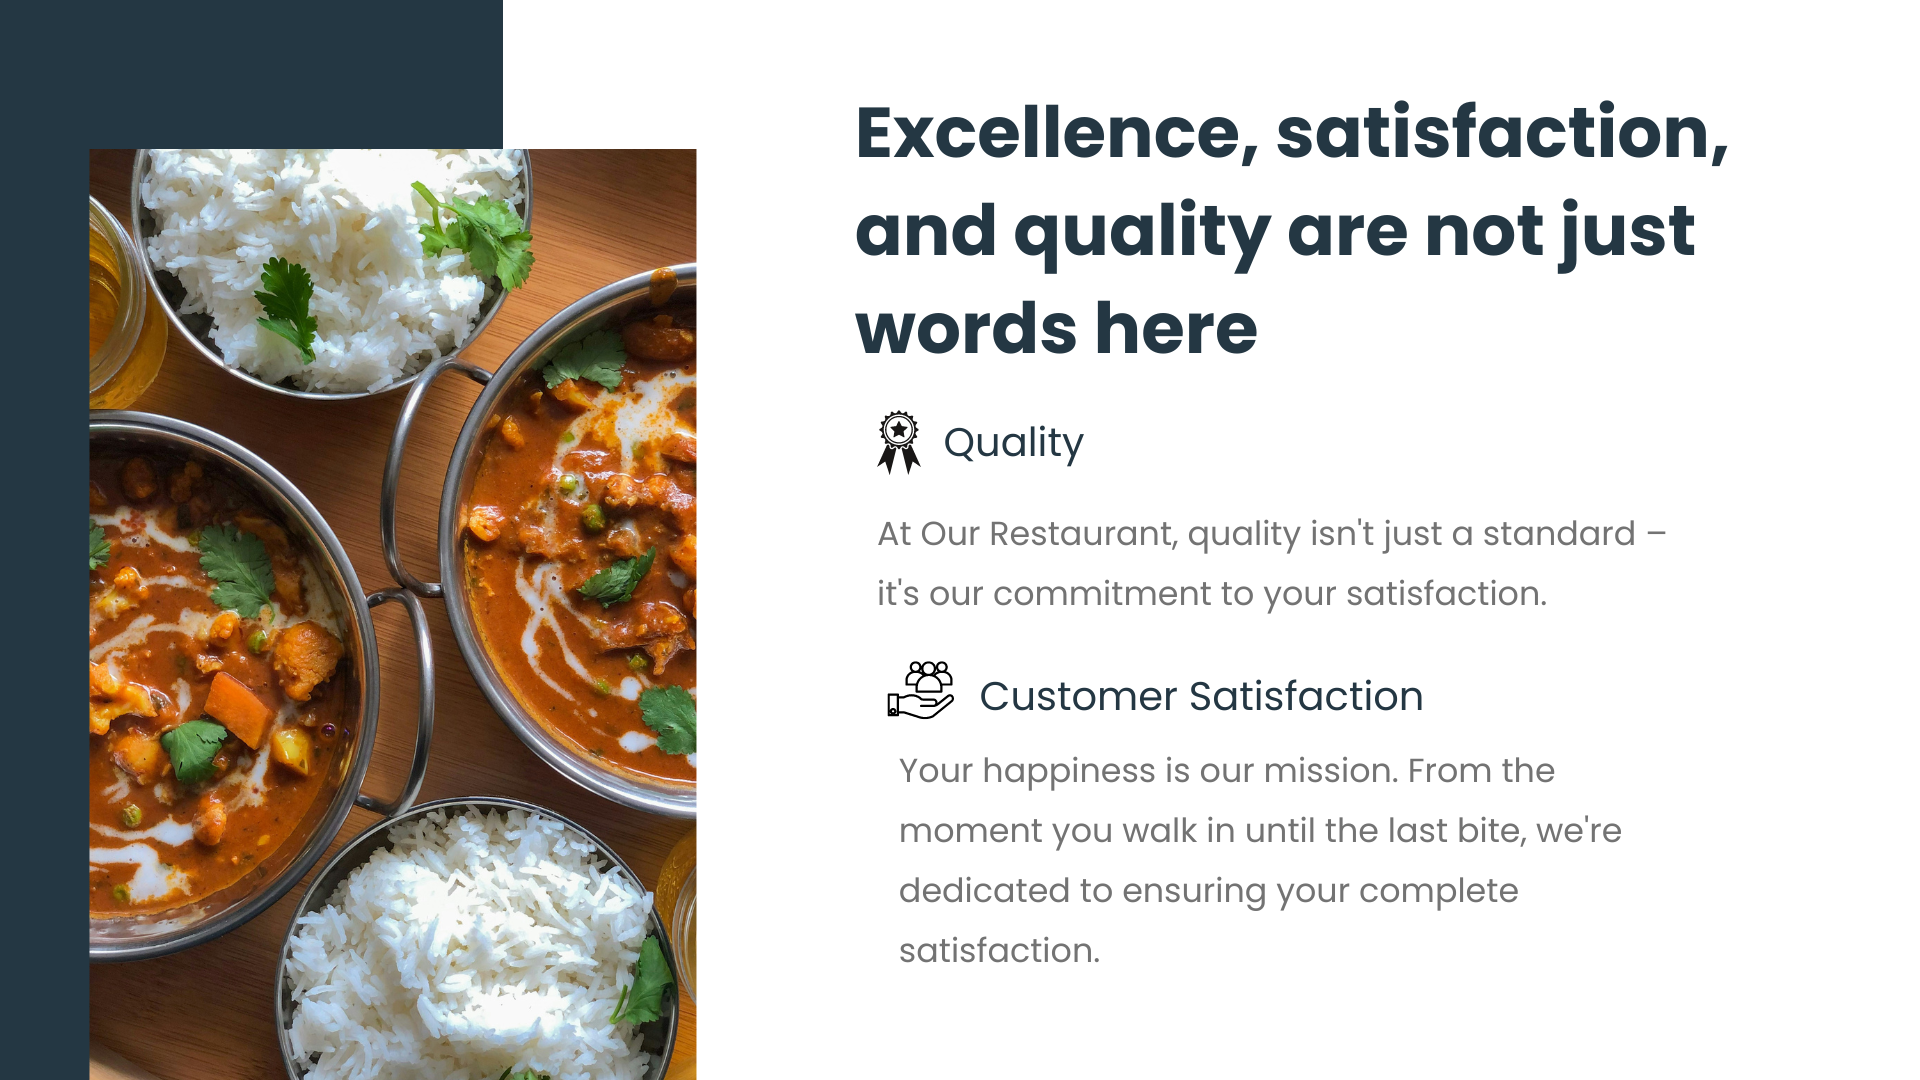 Excellence, satisfaction,
and quality are not just
words here
Quality
At Our Restaurant, quality isn't just a standard –
it's our commitment to your satisfaction.
Customer Satisfaction
Your happiness is our mission. From the
moment you walk in until the last bite, we're
dedicated to ensuring your complete
satisfaction.